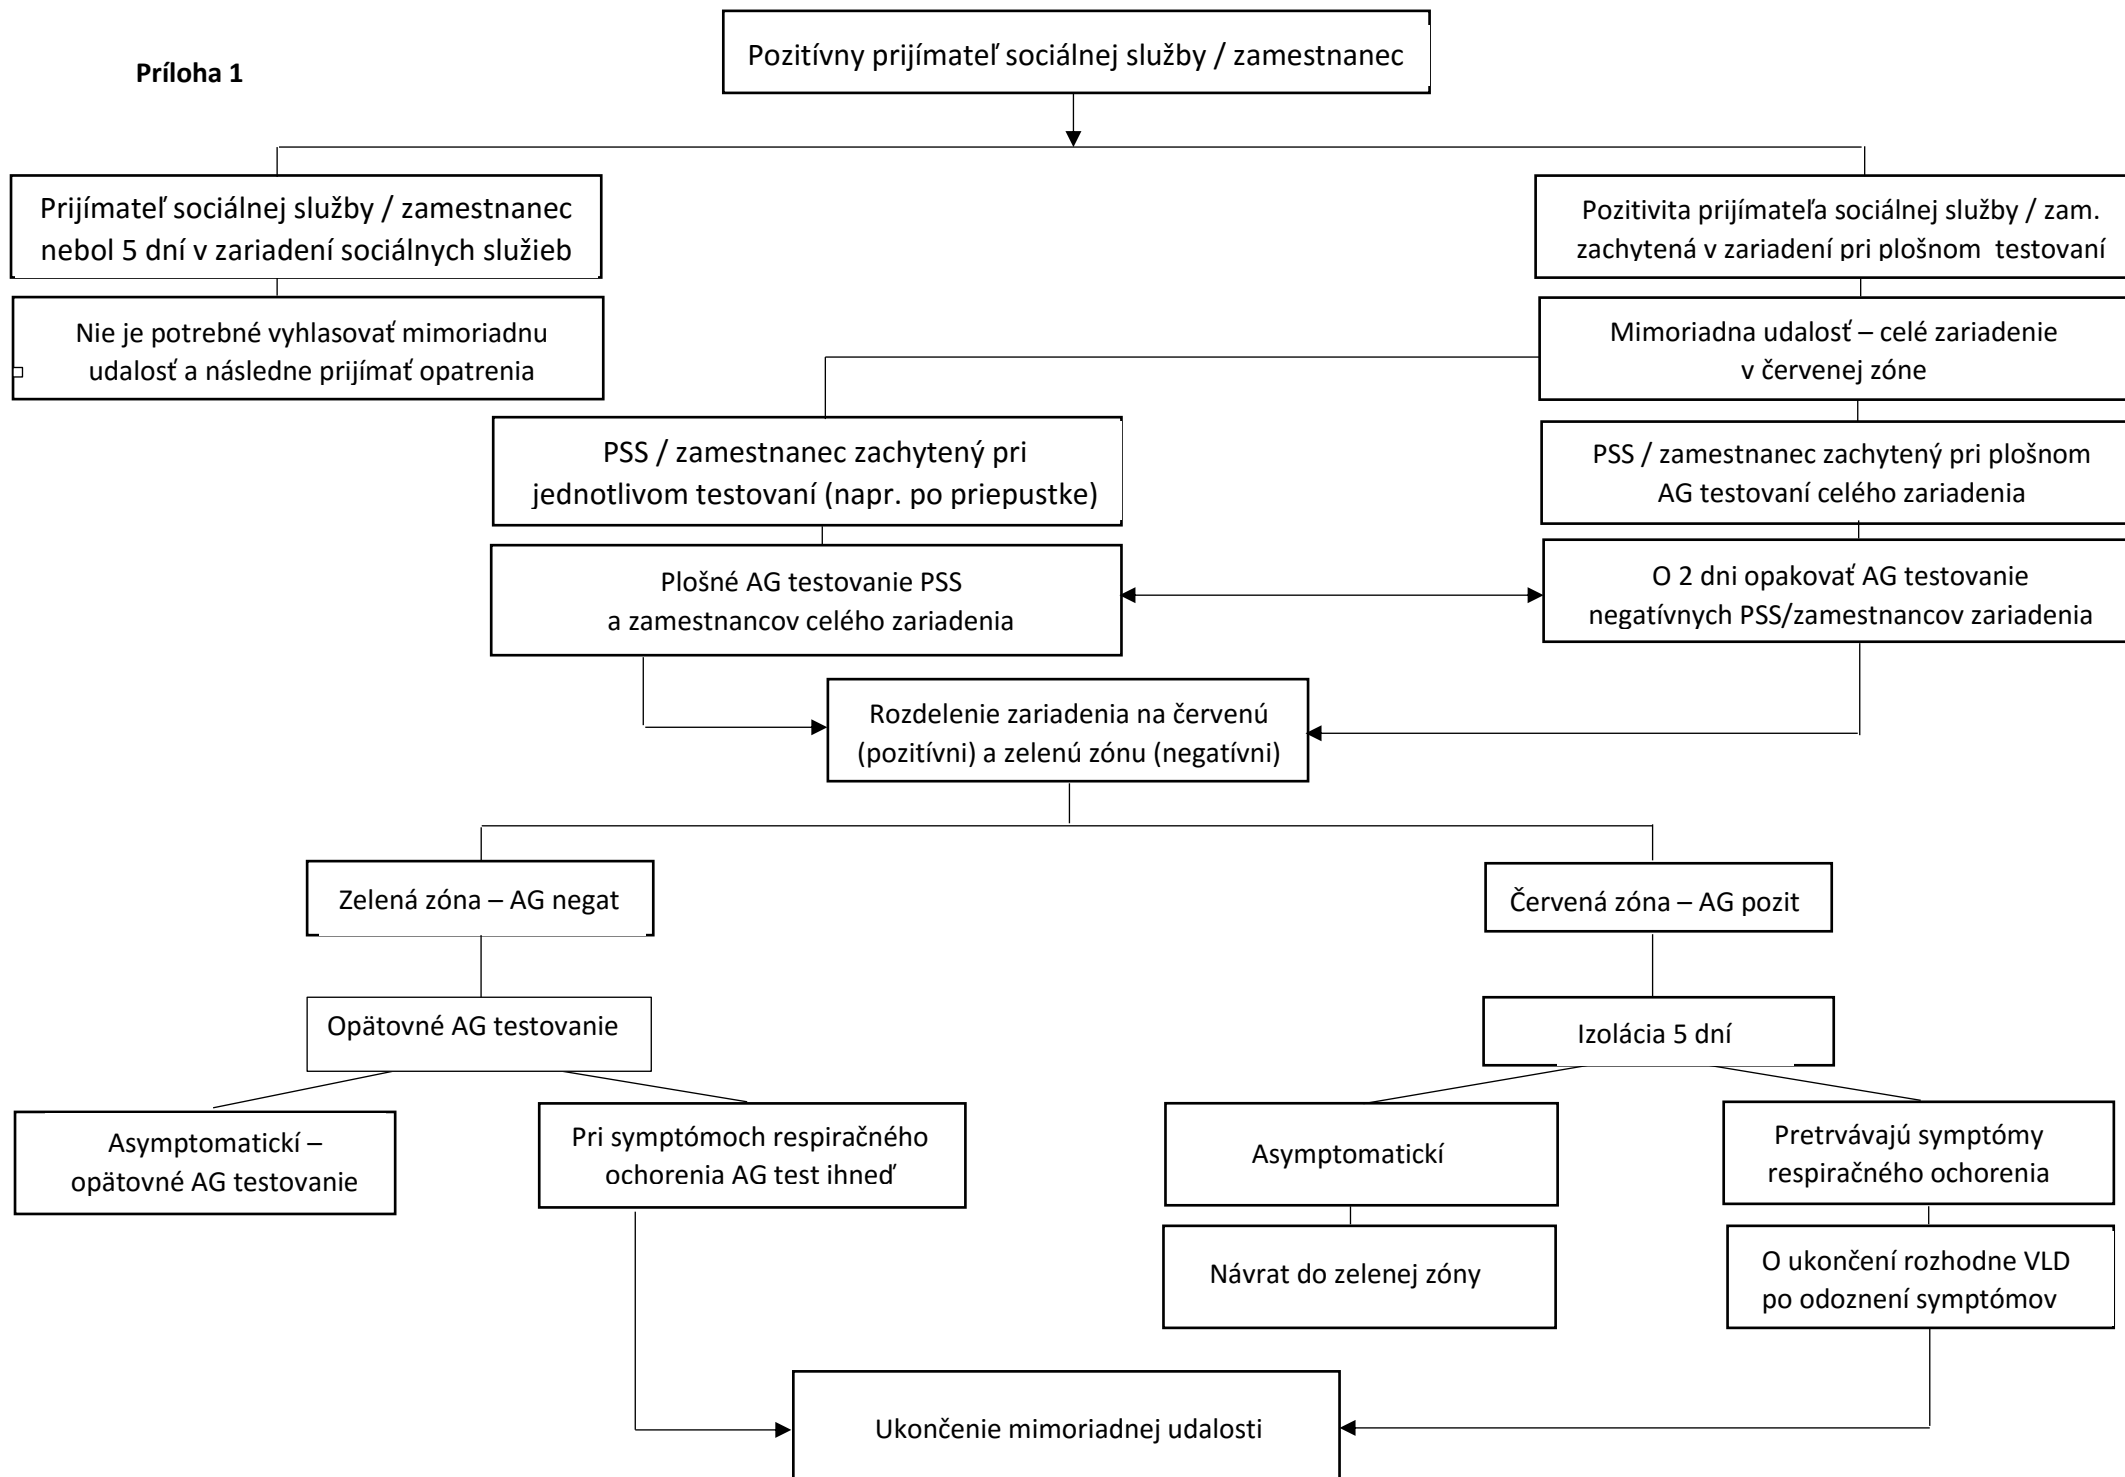 Pozitívny prijímateľ sociálnej služby / zamestnanec
Príloha 1
Prijímateľ sociálnej služby / zamestnanec
nebol 5 dní v zariadení sociálnych služieb
Pozitivita prijímateľa sociálnej služby / zam.
zachytená v zariadení pri plošnom testovaní
Nie je potrebné vyhlasovať mimoriadnu
udalosť a následne prijímať opatrenia
Mimoriadna udalosť – celé zariadenie
v červenej zóne
PSS / zamestnanec zachytený pri
jednotlivom testovaní (napr. po priepustke)
PSS / zamestnanec zachytený pri plošnom
AG testovaní celého zariadenia
Plošné AG testovanie PSS
a zamestnancov celého zariadenia
O 2 dni opakovať AG testovanie
negatívnych PSS/zamestnancov zariadenia
Rozdelenie zariadenia na červenú
(pozitívni) a zelenú zónu (negatívni)
Zelená zóna – AG negat
Červená zóna – AG pozit
Opätovné AG testovanie
Izolácia 5 dní
Asymptomatickí –
opätovné AG testovanie
Pri symptómoch respiračného
ochorenia AG test ihneď
Asymptomatickí
Pretrvávajú symptómy
respiračného ochorenia
Návrat do zelenej zóny
O ukončení rozhodne VLD
po odoznení symptómov
Ukončenie mimoriadnej udalosti